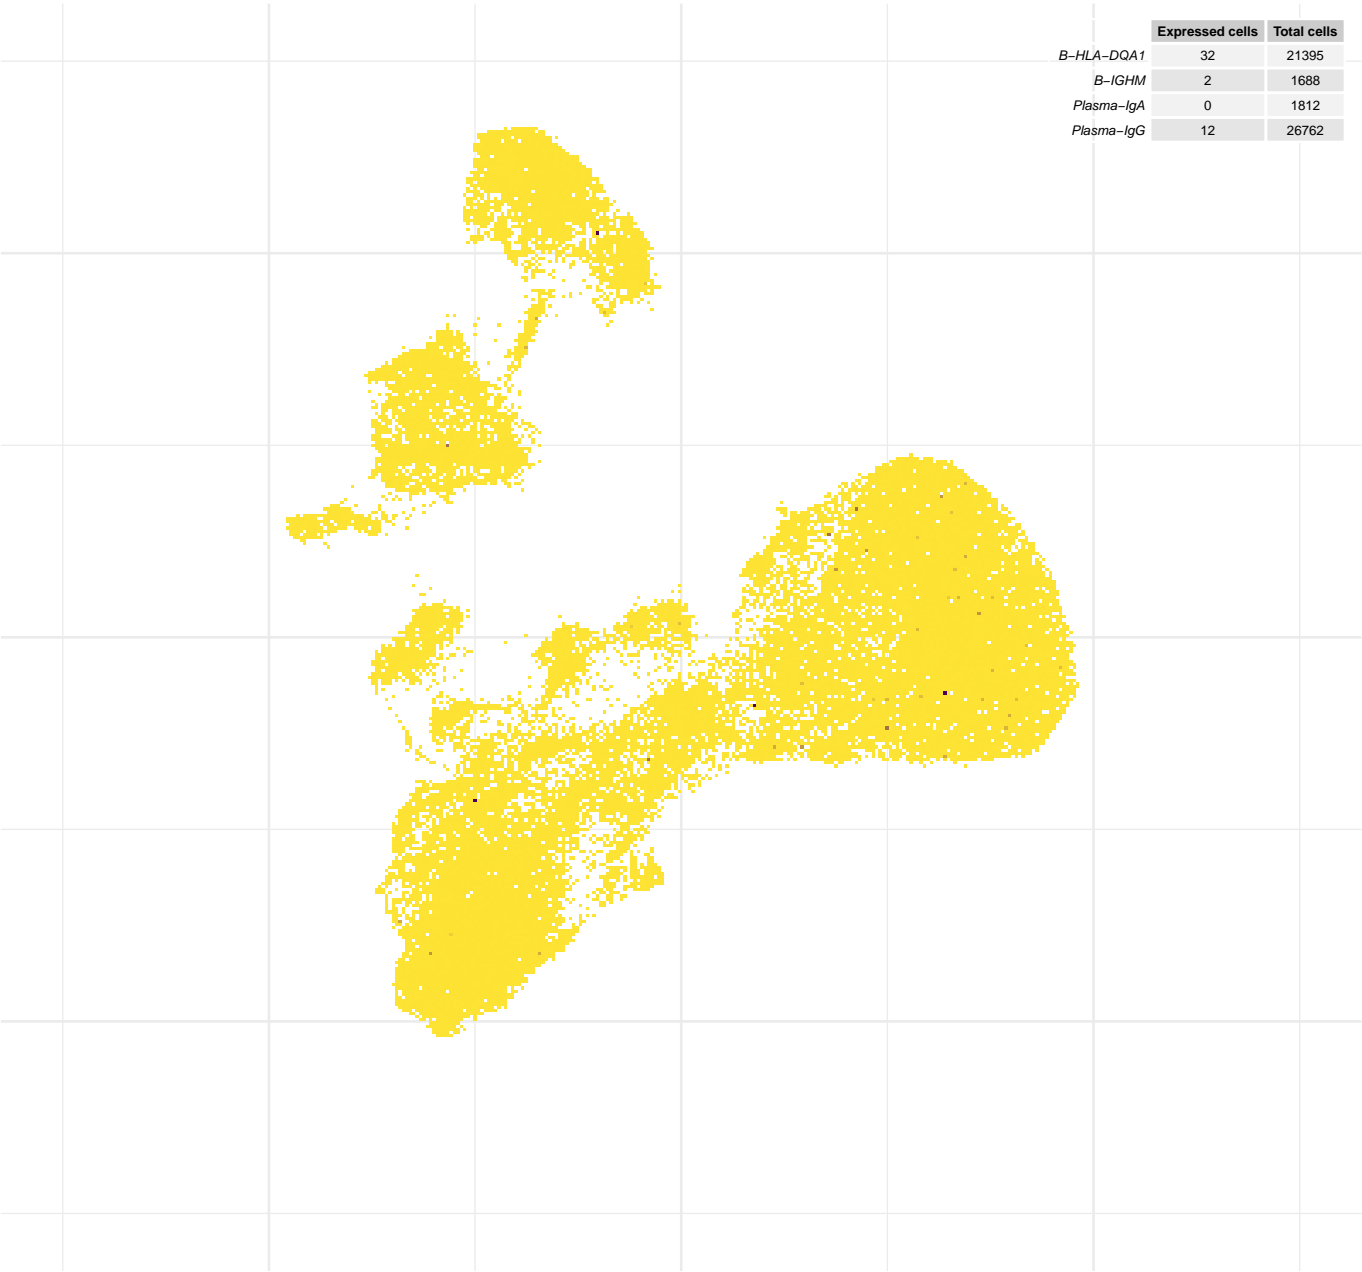 Expressed cells Total cells
B−HLA−DQA1 32 21395
B−IGHM 2 1688
Plasma−IgA 0 1812
Plasma−IgG 12 26762